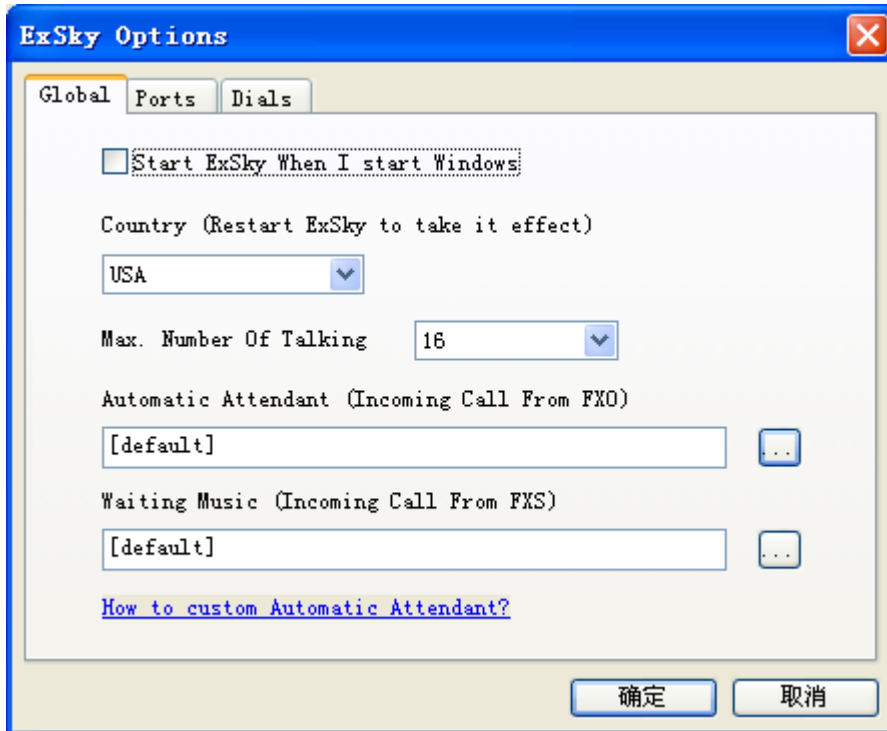 ExSky Options
Global Ports Dials
Start ExSky When I start Windows
Country (Restart ExSky to take it effect)
USA
Max. Number Of Talking 16
Automatic Attendant (Incoming Call From FXO)
[default] ...
Waiting Music (Incoming Call From FXS)
[default] ...
How to custom Automatic Attendant?
确定 取消